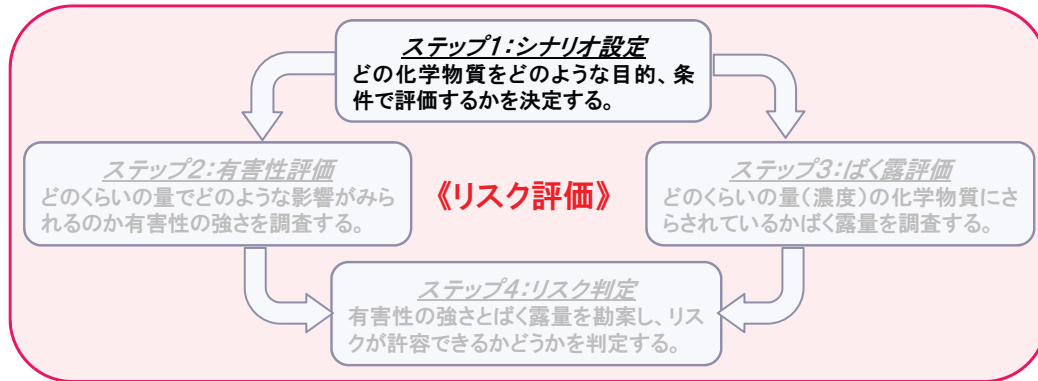 ステップ1:シナリオ設定
どの化学物質をどのような目的、条
件で評価するかを決定する。
ステップ2:有害性評価
どのくらいの量でどのような影響がみら
れるのか有害性の強さを調査する。
《リスク評価》
ステップ3:ばく露評価
どのくらいの量(濃度)の化学物質にさ
らされているかばく露量を調査する。
ステップ4:リスク判定
有害性の強さとばく露量を勘案し、リス
クが許容できるかどうかを判定する。